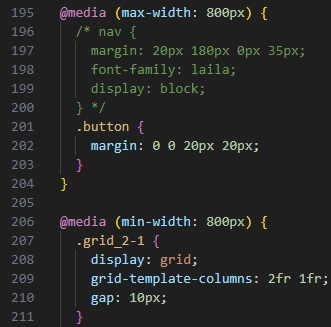 195 @media (max-width: 800px) {
196   /* nav {
197     margin: 20px 180px 0px 35px;
198     font-family: laila;
199     display: block;
200   } */
201   .button {
202     margin: 0 0 20px 20px;
203   }
204 }
205
206 @media (min-width: 800px) {
207   .grid_2-1 {
208     display: grid;
209     grid-template-columns: 2fr 1fr;
210     gap: 10px;
211   }